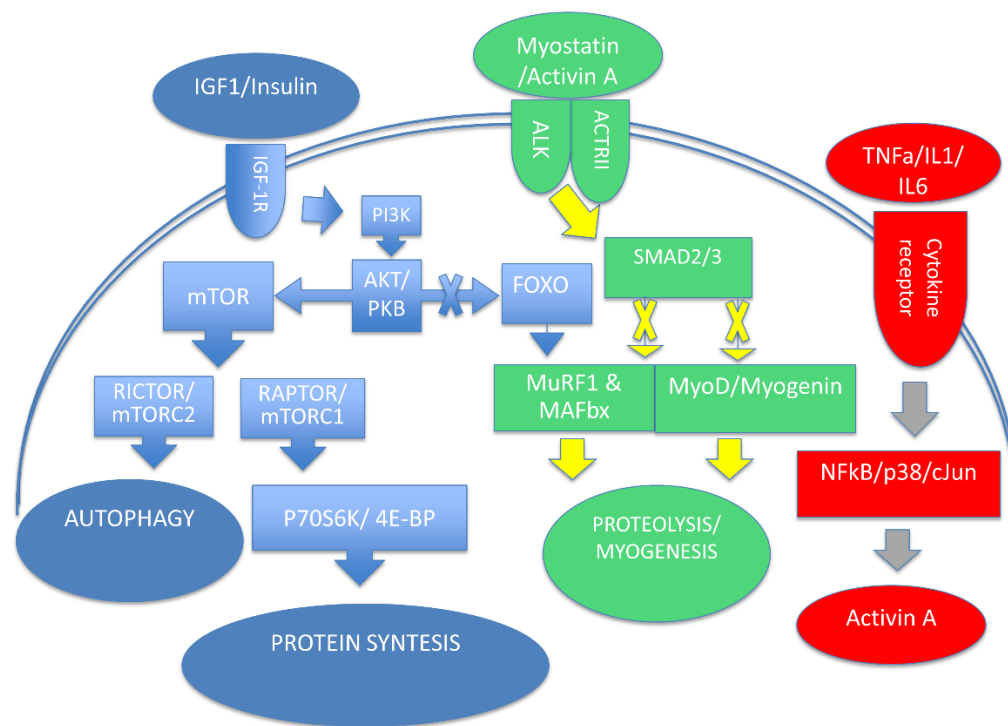 IGF1/Insulin
IGF-1R
PI3K
AKT/
PKB
mTOR
FOXO
RICTOR/
mTORC2
RAPTOR/
mTORC1
AUTOPHAGY
P70S6K/ 4E-BP
PROTEIN SYNTESIS
Myostatin
/Activin A
ALK
ACTRII
SMAD2/3
MuRF1 &
MAFbx
MyoD/Myogenin
PROTEOLYSIS/
MYOGENESIS
TNFa/IL1/
IL6
Cytokine
receptor
NFkB/p38/cJun
Activin A